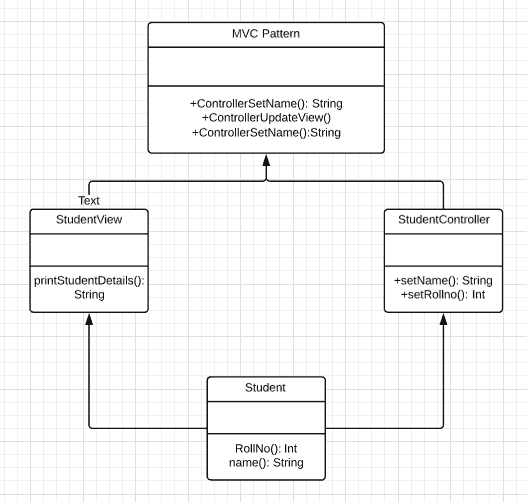 MVC Pattern
+ControllerSetName(): String
+ControllerUpdateView()
+ControllerSetName():String
Text
StudentView
printStudentDetails():
String
StudentController
+setName(): String
+setRollno(): Int
Student
RollNo(): Int
name(): String